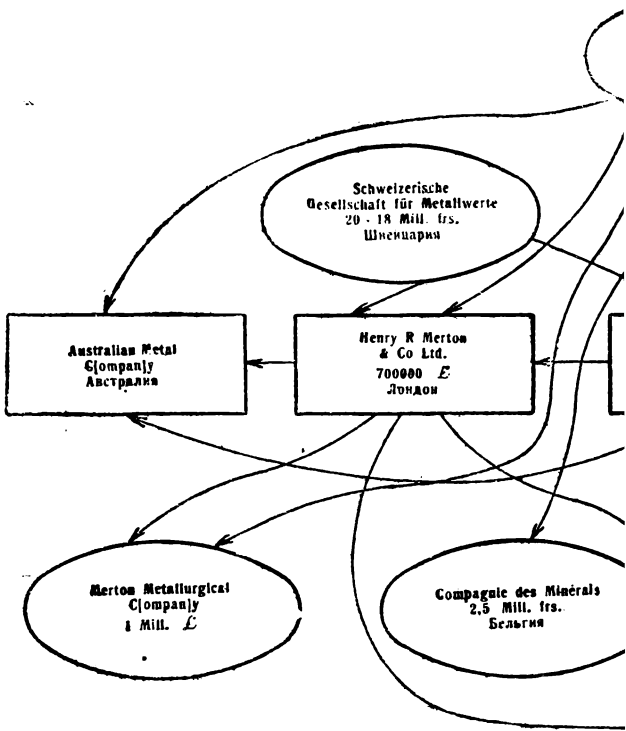 Schweizerische
Gesellschaft für Metallwerte
20 - 18 Mill. frs.
Швейцария
Henry R Merton
& Co Ltd.
700000 £
Лондон
Australian Metal
C[ompan]y
Австралия
Merton Metallurgical
C[ompan]y
1 Mill. £
Compagnie des Minérals
2,5 Mill. frs.
Бельгия